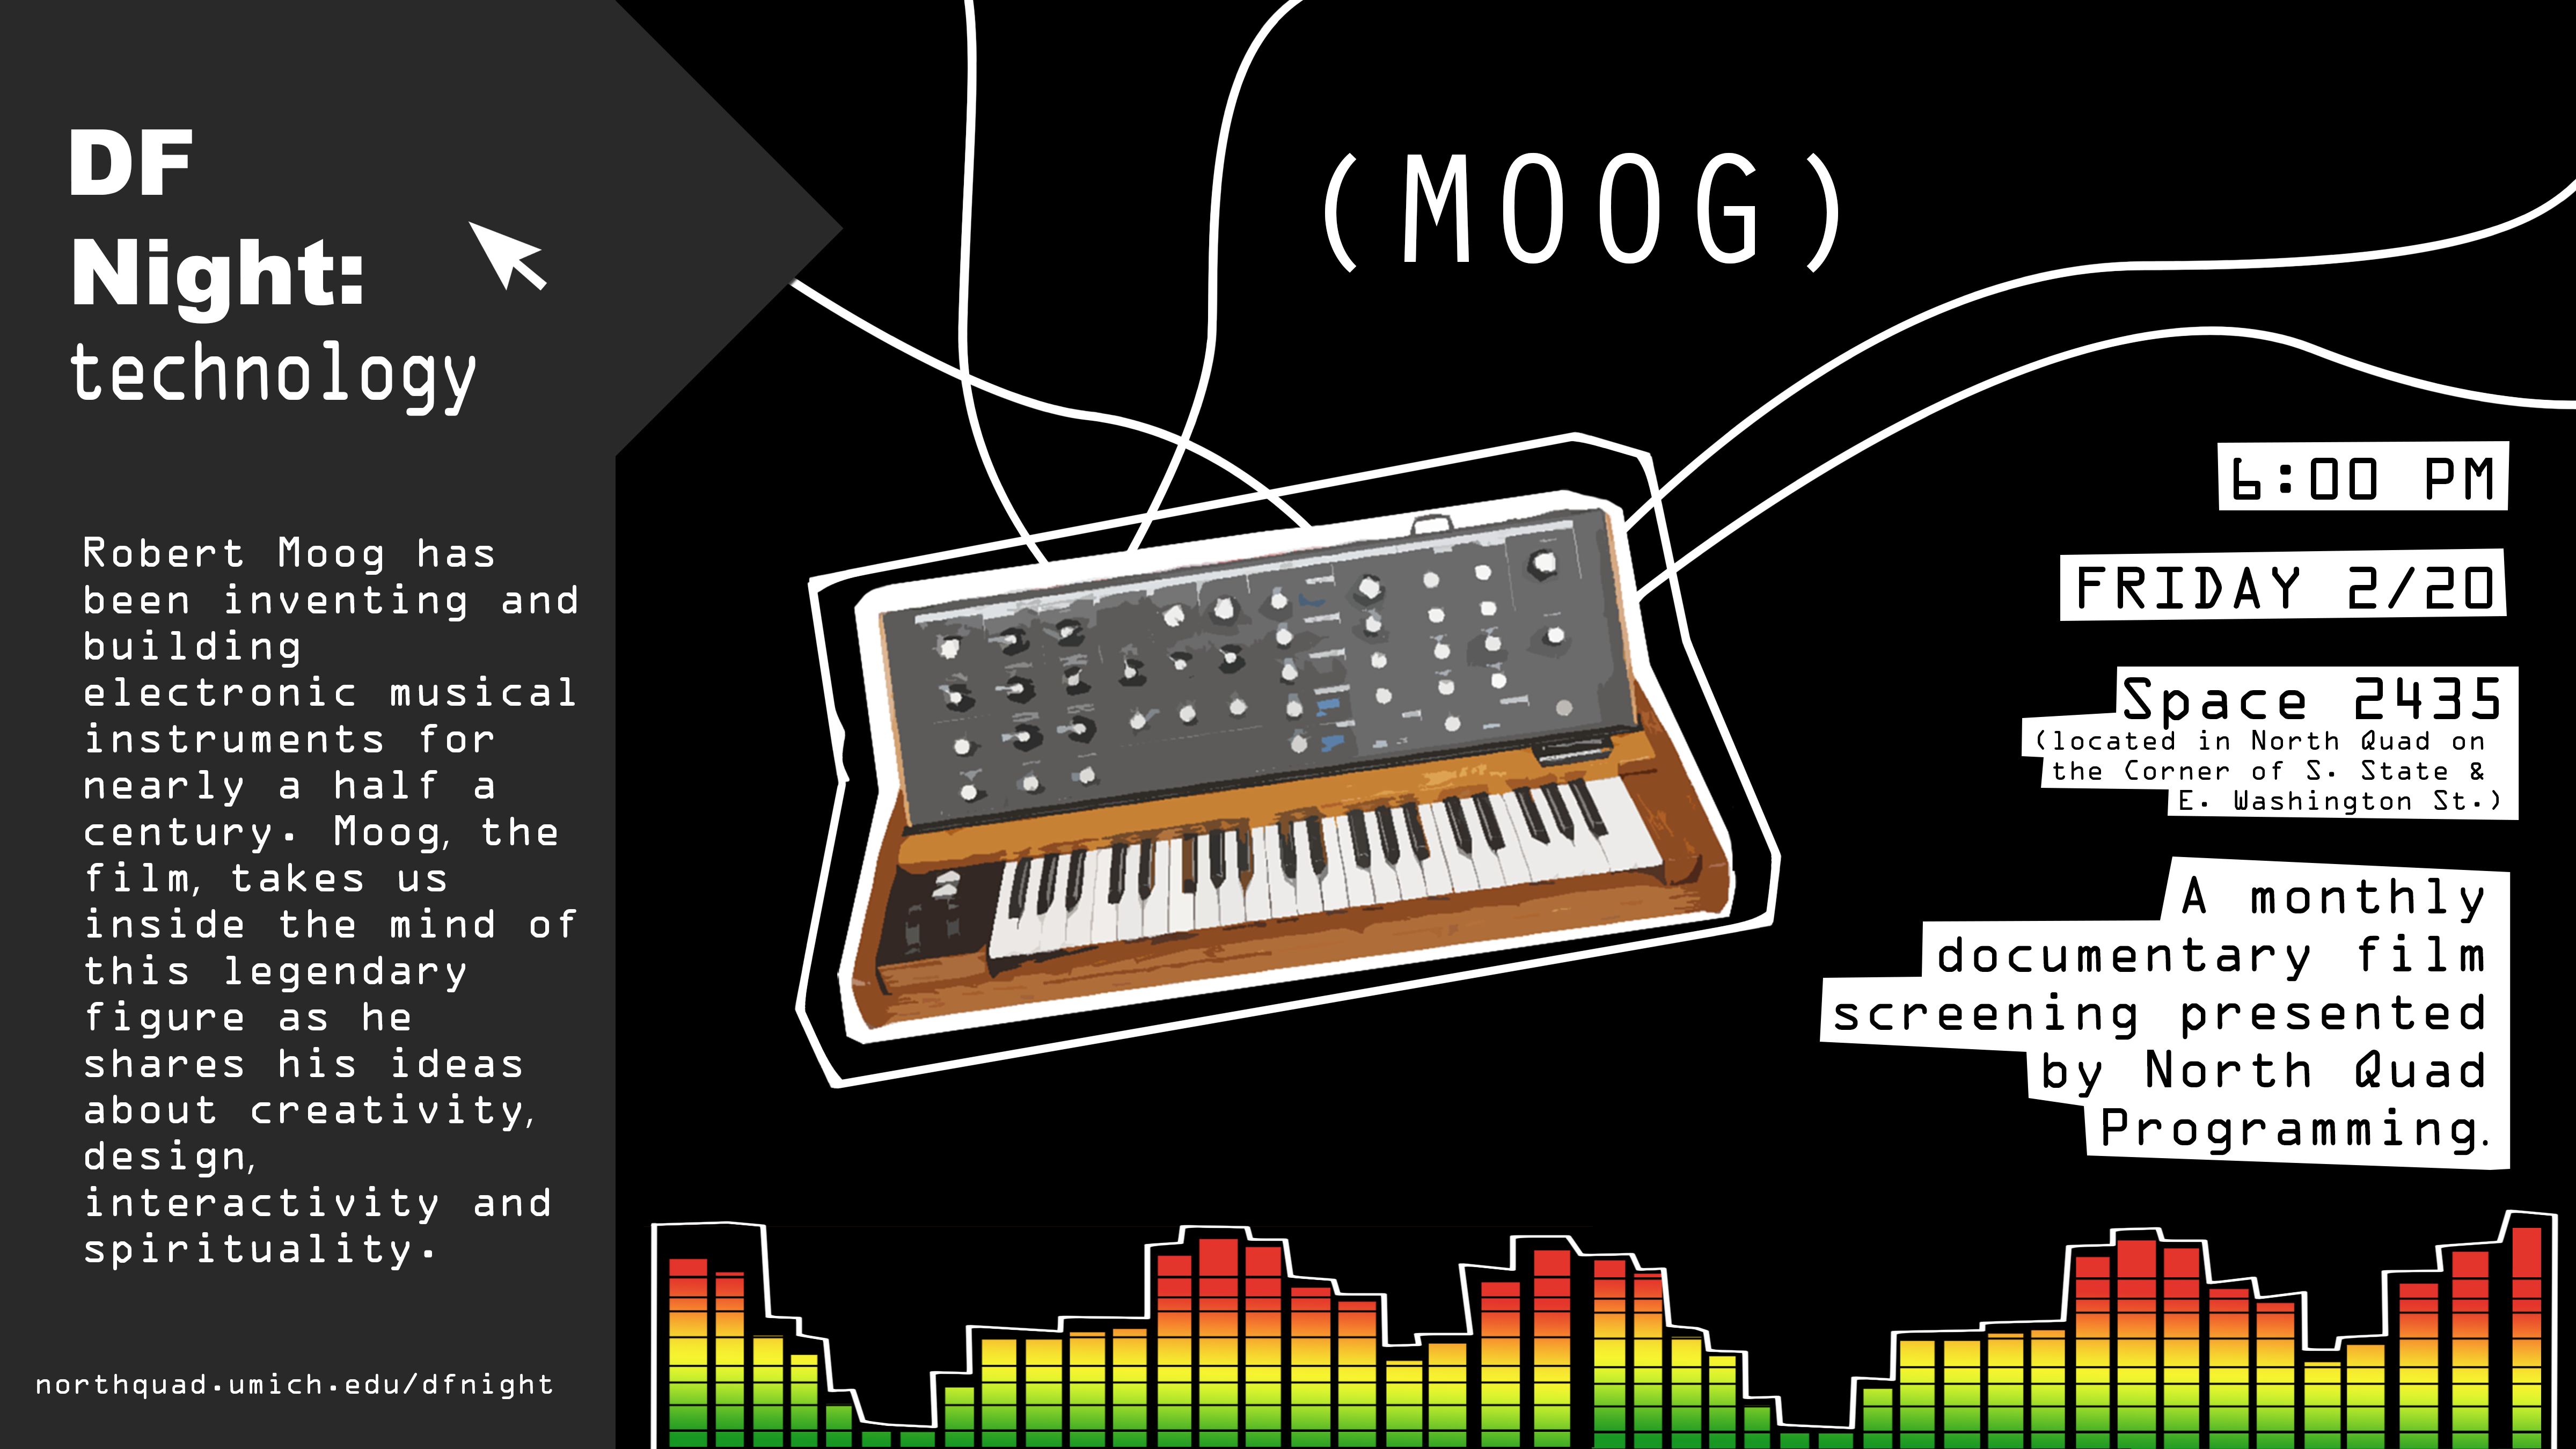 DF
Night:
technology
Robert Moog has
been inventing and
building
electronic musical
instruments for
nearly a half a
century. Moog, the
film, takes us
inside the mind of
this legendary
figure as he
shares his ideas
about creativity,
design,
interactivity and
spirituality.
northquad.umich.edu/dfnight
(MOOG)
6:00 PM
FRIDAY 2/20
Space 2435
(located in North Quad on
the Corner of S. State &
E. Washington St.)
A monthly
documentary film
screening presented
by North Quad
Programming.